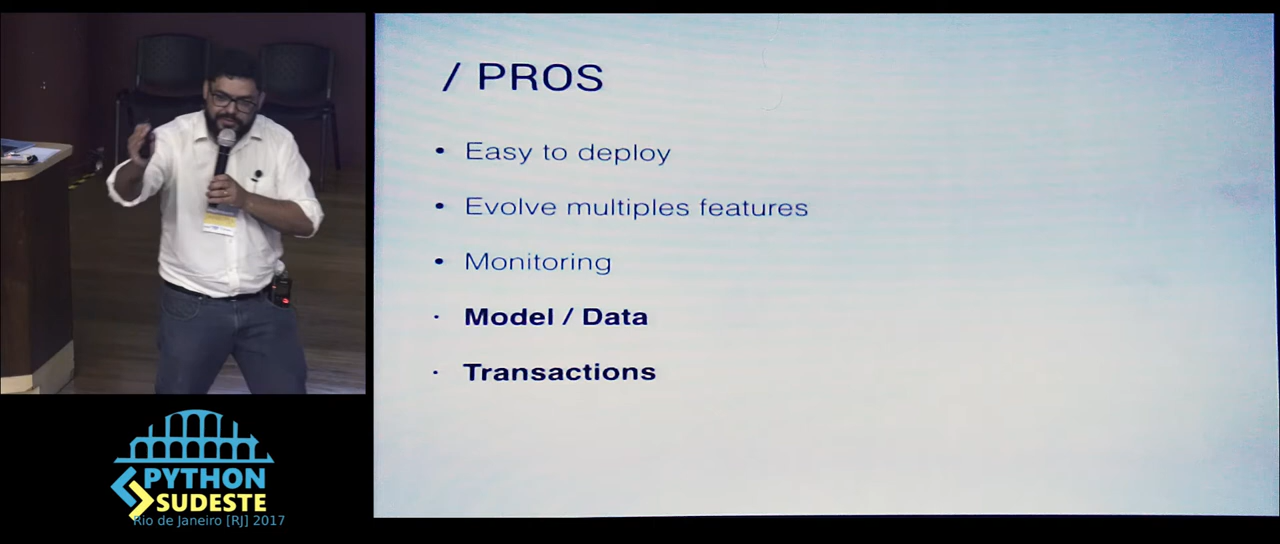 / PROS
• Easy to deploy
• Evolve multiples features
• Monitoring
· Model / Data
· Transactions
PYTHON
SUDESTE
Rio de Janeiro [RJ] 2017